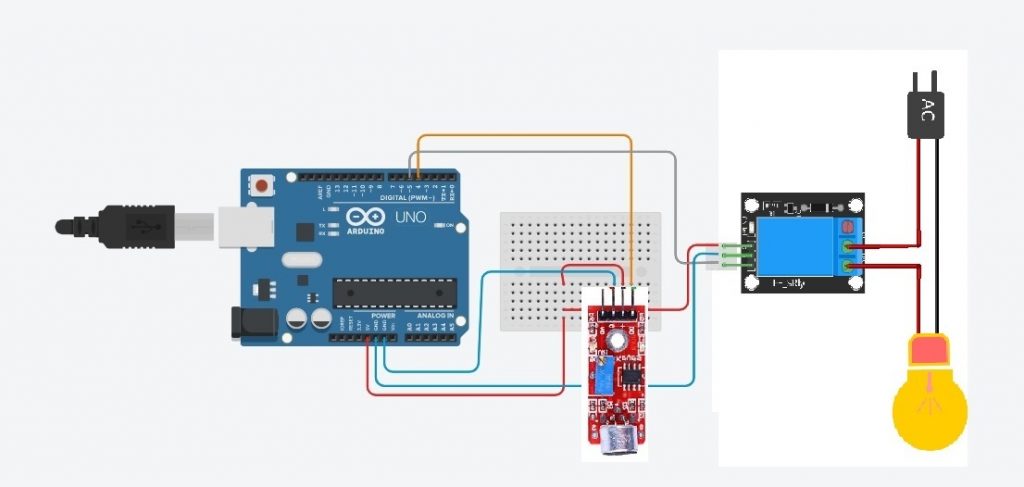 AREF
GND
13
12
~11
~10
~9
8
7
~6
~5
4
~3
2
TX→1
RX←0
DIGITAL (PWM~)
L
TX
RX
ARDUINO
UNO
ON
POWER
ANALOG IN
IOREF
RESET
3.3V
5V
GND
GND
Vin
A0
A1
A2
A3
A4
A5
AC